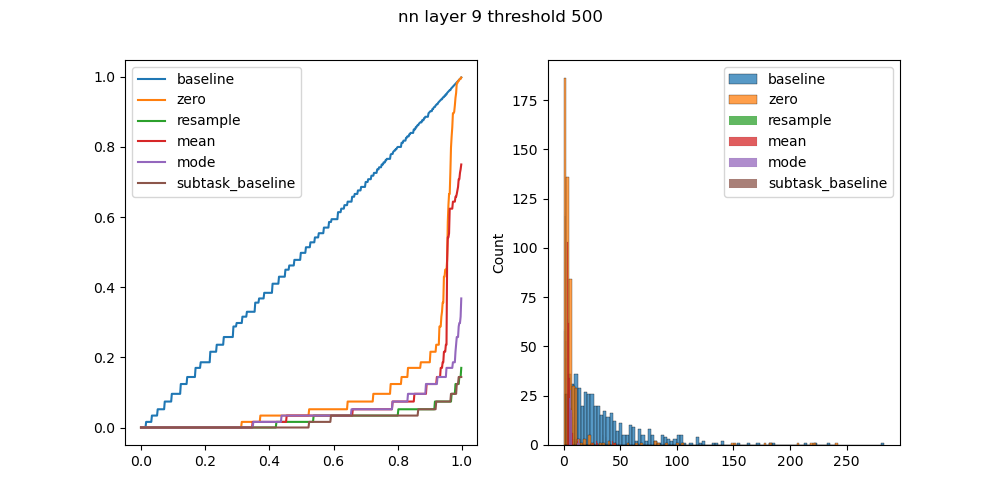 nn layer 9 threshold 500
baseline
zero
resample
mean
mode
subtask_baseline
1.0
0.8
0.6
0.4
0.2
0.0
0.0 0.2 0.4 0.6 0.8 1.0
baseline
zero
resample
mean
mode
subtask_baseline
Count
175
150
125
100
75
50
25
0
0 50 100 150 200 250